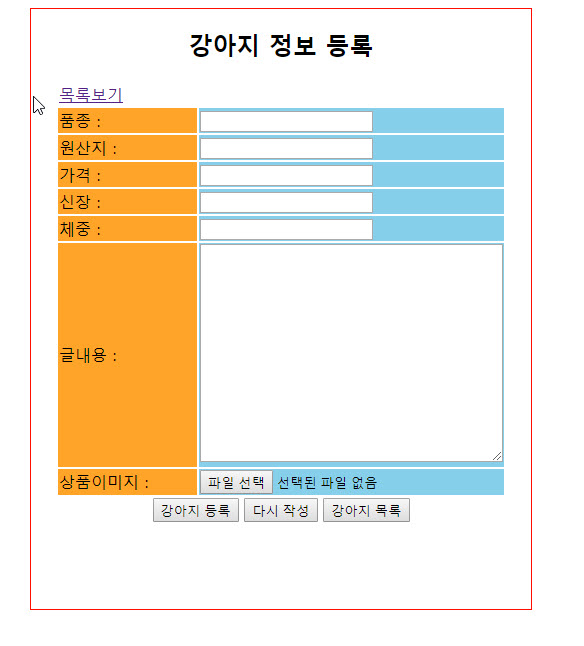 강아지 정보 등록
목록보기
품종 :
원산지 :
가격 :
신장 :
체중 :
글내용 :
상품이미지 : 파일 선택 선택된 파일 없음
강아지 등록 다시 작성 강아지 목록